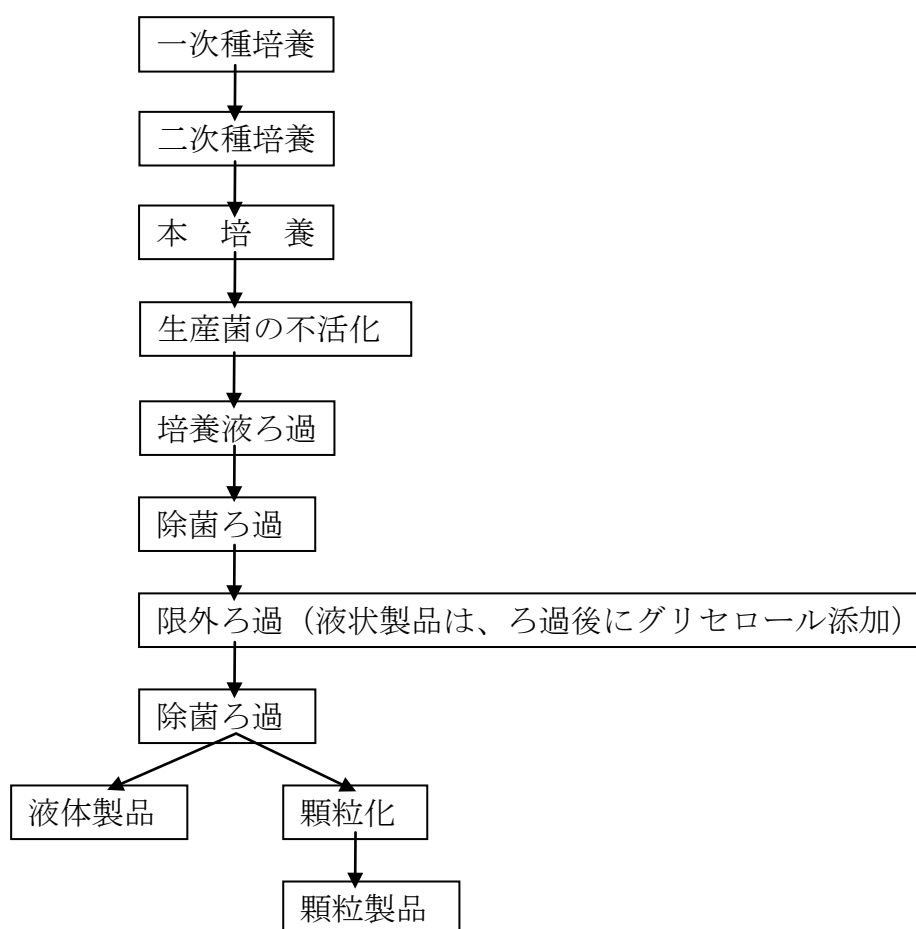 一次種培養
二次種培養
本　培　養
生産菌の不活化
培養液ろ過
除菌ろ過
限外ろ過（液状製品は、ろ過後にグリセロール添加）
除菌ろ過
液体製品
顆粒化
顆粒製品